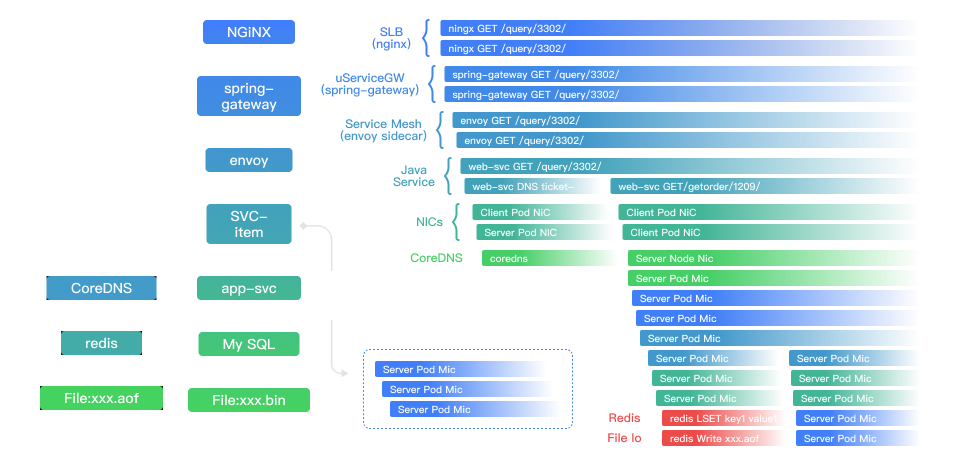 NGiNX
spring-
gateway
envoy
SVC-
item
CoreDNS
app-svc
redis
My SQL
File:xxx.aof
File:xxx.bin
SLB
(nginx)
ningx GET /query/3302/
ningx GET /query/3302/
uServiceGW
(spring-gateway)
spring-gateway GET /query/3302/
spring-gateway GET /query/3302/
Service Mesh
(envoy sidecar)
envoy GET /query/3302/
envoy GET /query/3302/
Java
Service
web-svc GET /query/3302/
web-svc DNS ticket-
web-svc GET/getorder/1209/
NICs
Client Pod NiC
Client Pod NiC
Server Pod NIC
Client Pod NiC
CoreDNS
coredns
Server Node Nic
Server Pod Mic
Server Pod Mic
Server Pod Mic
Server Pod Mic
Server Pod Mic
Server Pod Mic
Server Pod Mic
Server Pod Mic
Server Pod Mic
Server Pod Mic
Redis
redis LSET key1 value1
Server Pod Mic
File Io
redis Write xxx.aof
Server Pod Mic
Server Pod Mic
Server Pod Mic
Server Pod Mic